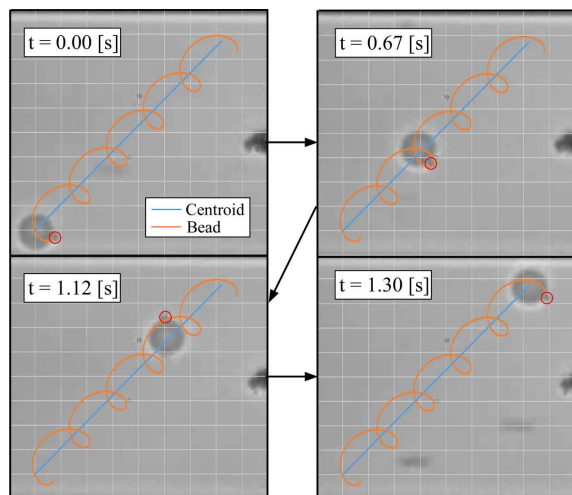 t = 0.00 [s]
t = 0.67 [s]
Centroid
Bead
t = 1.12 [s]
t = 1.30 [s]